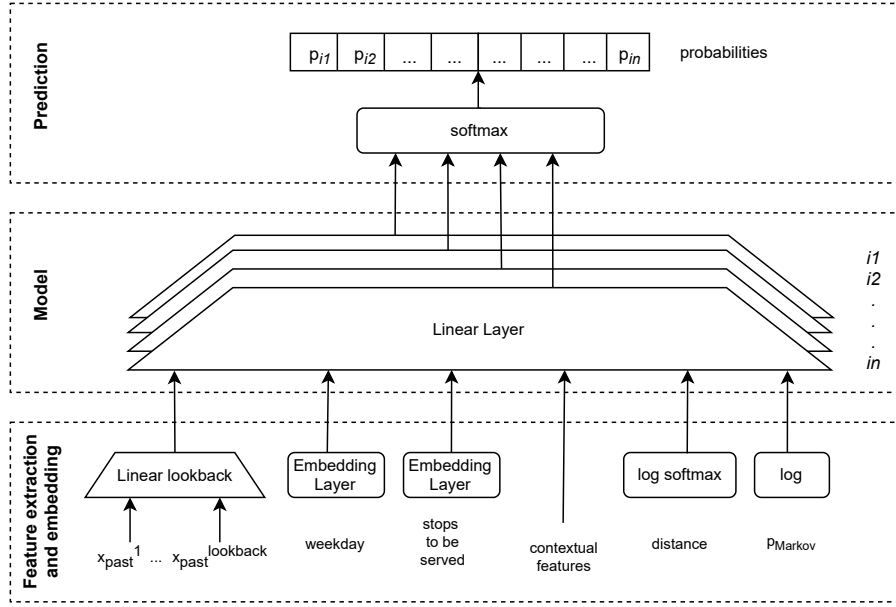 Prediction
p_i1 p_i2 ... ... ... ... ... p_in
probabilities
softmax
Model
Linear Layer
i1
i2
.
.
.
in
Feature extraction
and embedding
Linear lookback
Embedding
Layer
Embedding
Layer
log softmax
log
x_past^1 ... x_past^lookback
weekday
stops
to be
served
contextual
features
distance
p_Markov